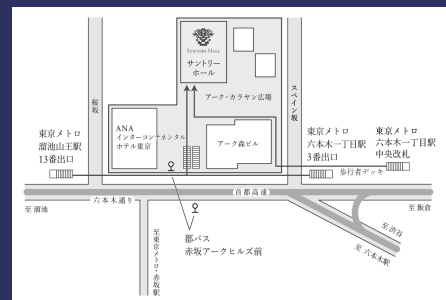 SUNTORY HALL
サントリー
ホール
アーク・カラヤン広場
桜坂
スペイン坂
ANA
インターコンチネンタル
ホテル東京
アーク森ビル
東京メトロ
溜池山王駅
13番出口
東京メトロ
六本木一丁目駅
3番出口
東京メトロ
六本木一丁目駅
中央改札
歩行者デッキ
首都高速
六本木通り
至 溜池
至 飯倉
至 渋谷
至 六本木駅
至東京メトロ・赤坂駅
都バス
赤坂アークヒルズ前